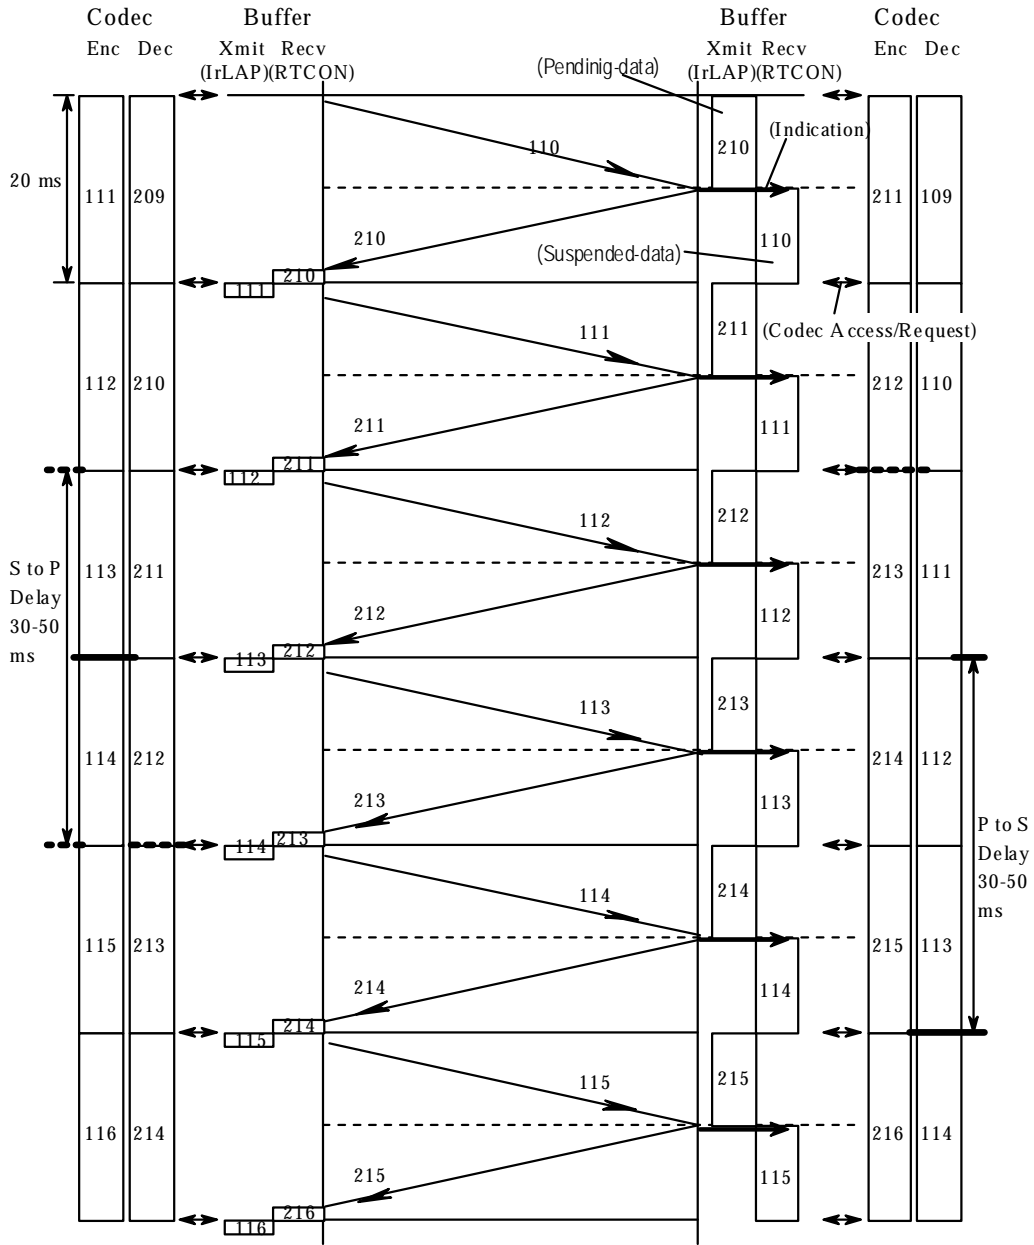 Codec Buffer Buffer Codec
Enc Dec Xmit Recv Xmit Recv Enc Dec
(IrLAP)(RTCON) (Pendinig-data) (IrLAP)(RTCON)
(Indication)
110 210
20 ms 111 209 211 109
210 110
(Suspended-data)
210
111
111 211 (Codec Access/Request)
112 210 212 110
211 111
211
112
112 212
S to P
Delay
30-50
ms
113 211 213 111
212 112
212
113
113 213
114 212 214 112
213 113
213
114
P to S
Delay
30-50
ms
114 214
115 213 215 113
214 114
214
115
115 215
116 214 216 114
215 115
216
116